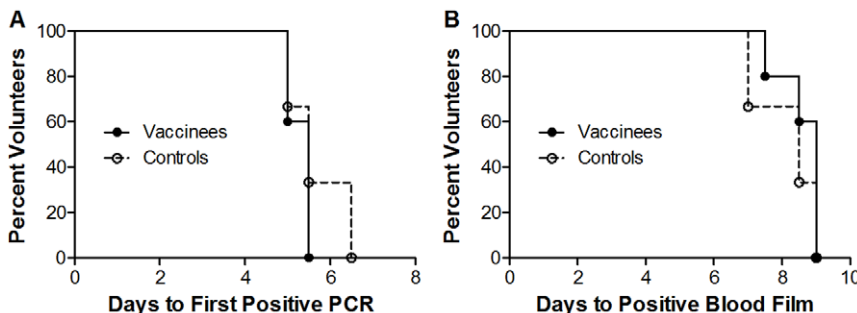 A
Percent Volunteers
100
80
60
40
20
0
Vaccinees
Controls
0 2 4 6 8
Days to First Positive PCR
B
Percent Volunteers
100
80
60
40
20
0
Vaccinees
Controls
0 2 4 6 8 10
Days to Positive Blood Film